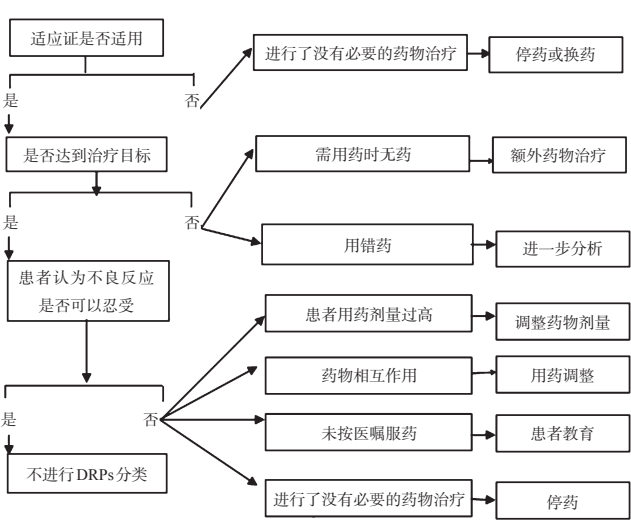 适应证是否适用
进行了没有必要的药物治疗
停药或换药
是
否
是否达到治疗目标
需用药时无药
额外药物治疗
是
否
用错药
进一步分析
患者认为不良反应
是否可以忍受
患者用药剂量过高
调整药物剂量
药物相互作用
用药调整
是
否
未按医嘱服药
患者教育
不进行DRPs分类
进行了没有必要的药物治疗
停药